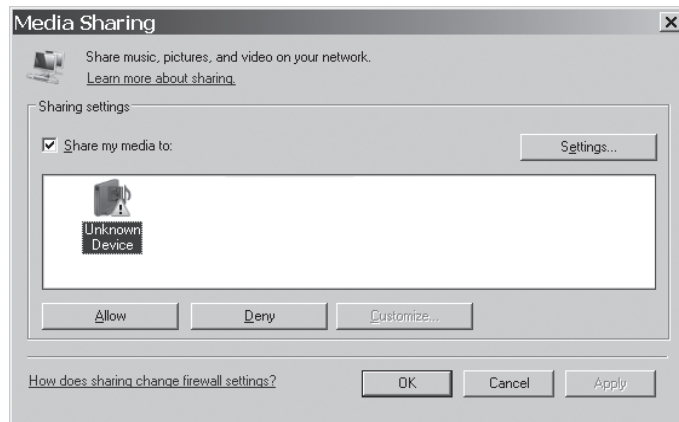 Media Sharing
Share music, pictures, and video on your network.
Learn more about sharing.
Sharing settings
Share my media to:
Settings...
Unknown
Device
Allow
Deny
Customize...
How does sharing change firewall settings?
OK
Cancel
Apply